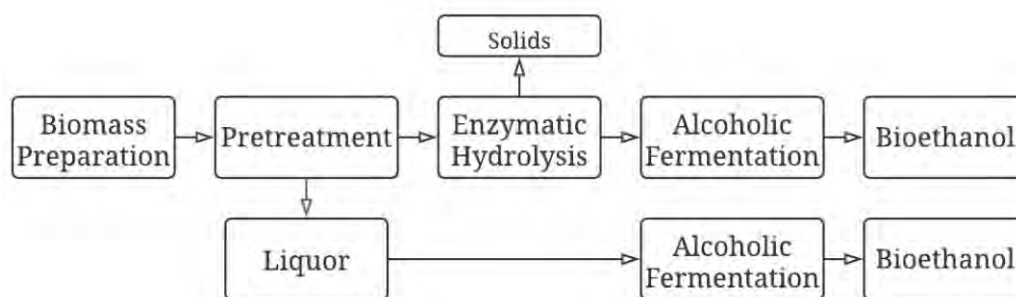 Solids
Biomass
Preparation
Pretreatment
Enzymatic
Hydrolysis
Alcoholic
Fermentation
Bioethanol
Liquor
Alcoholic
Fermentation
Bioethanol